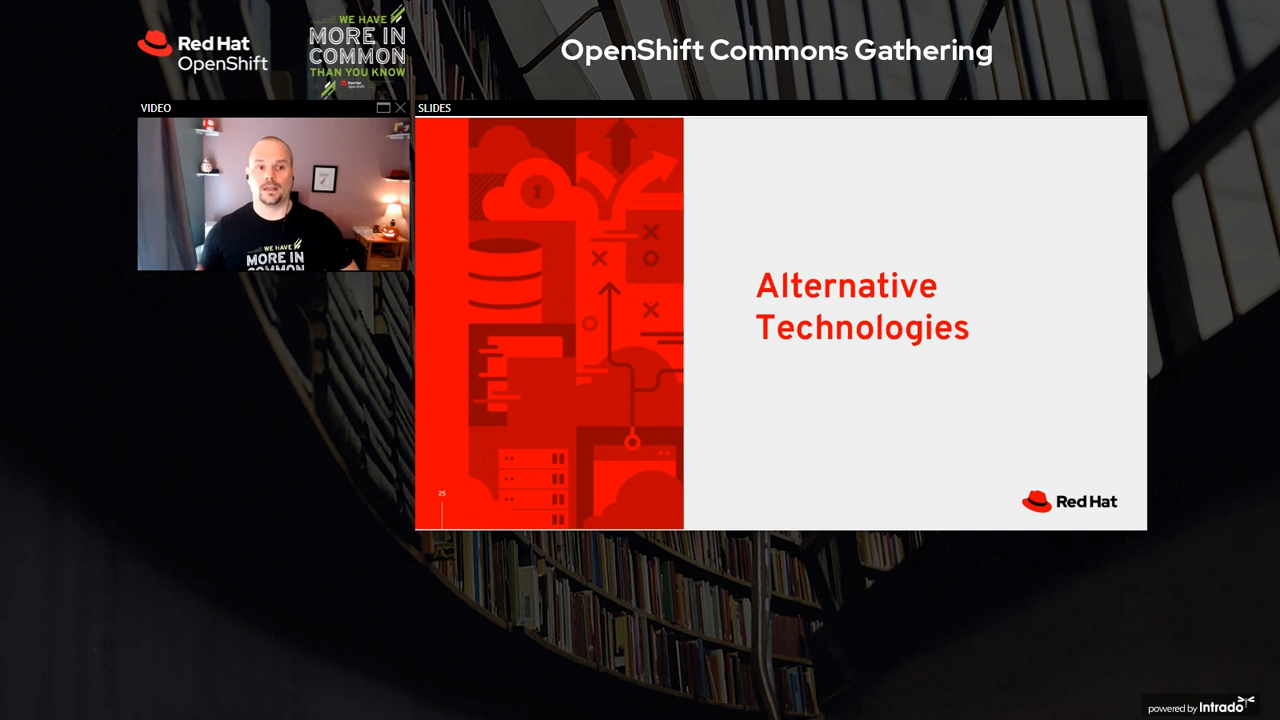 Red Hat
OpenShift
WE HAVE
MORE IN
COMMON
THAN YOU KNOW
OpenShift Commons Gathering
VIDEO
SLIDES
WE HAVE
MORE IN
COMMON
Alternative
Technologies
25
Red Hat
powered by Intrado